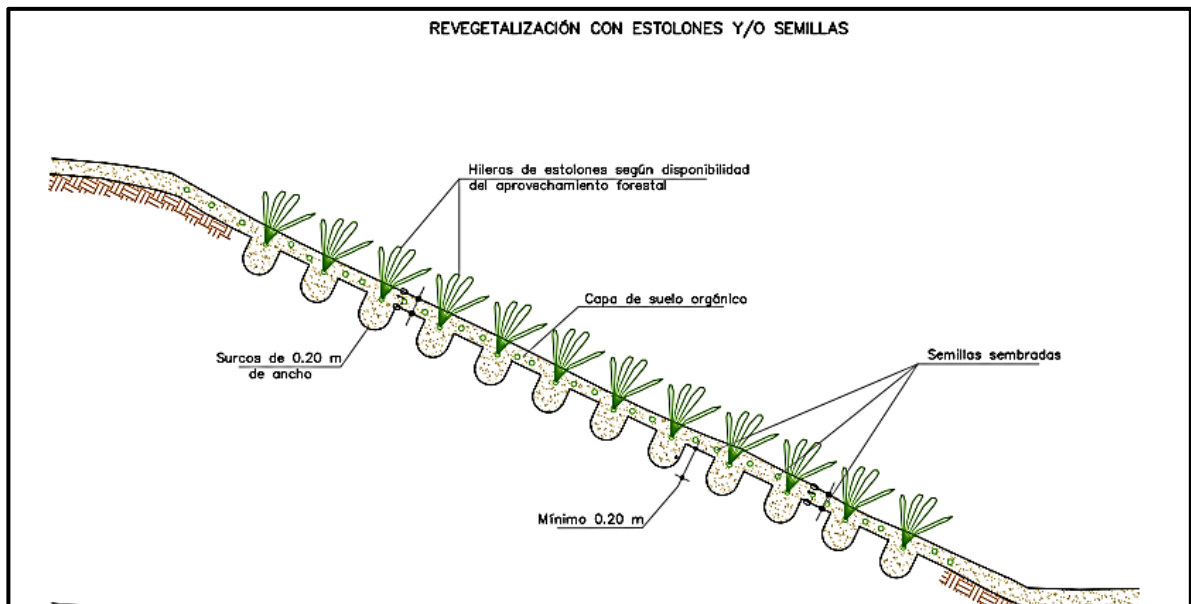 REVEGETALIZACIÓN CON ESTOLONES Y/O SEMILLAS
Hileras de estolones según disponibilidad
del aprovechamiento forestal
Capa de suelo orgánico
Surcos de 0.20 m
de ancho
Semillas sembradas
Mínimo 0.20 m